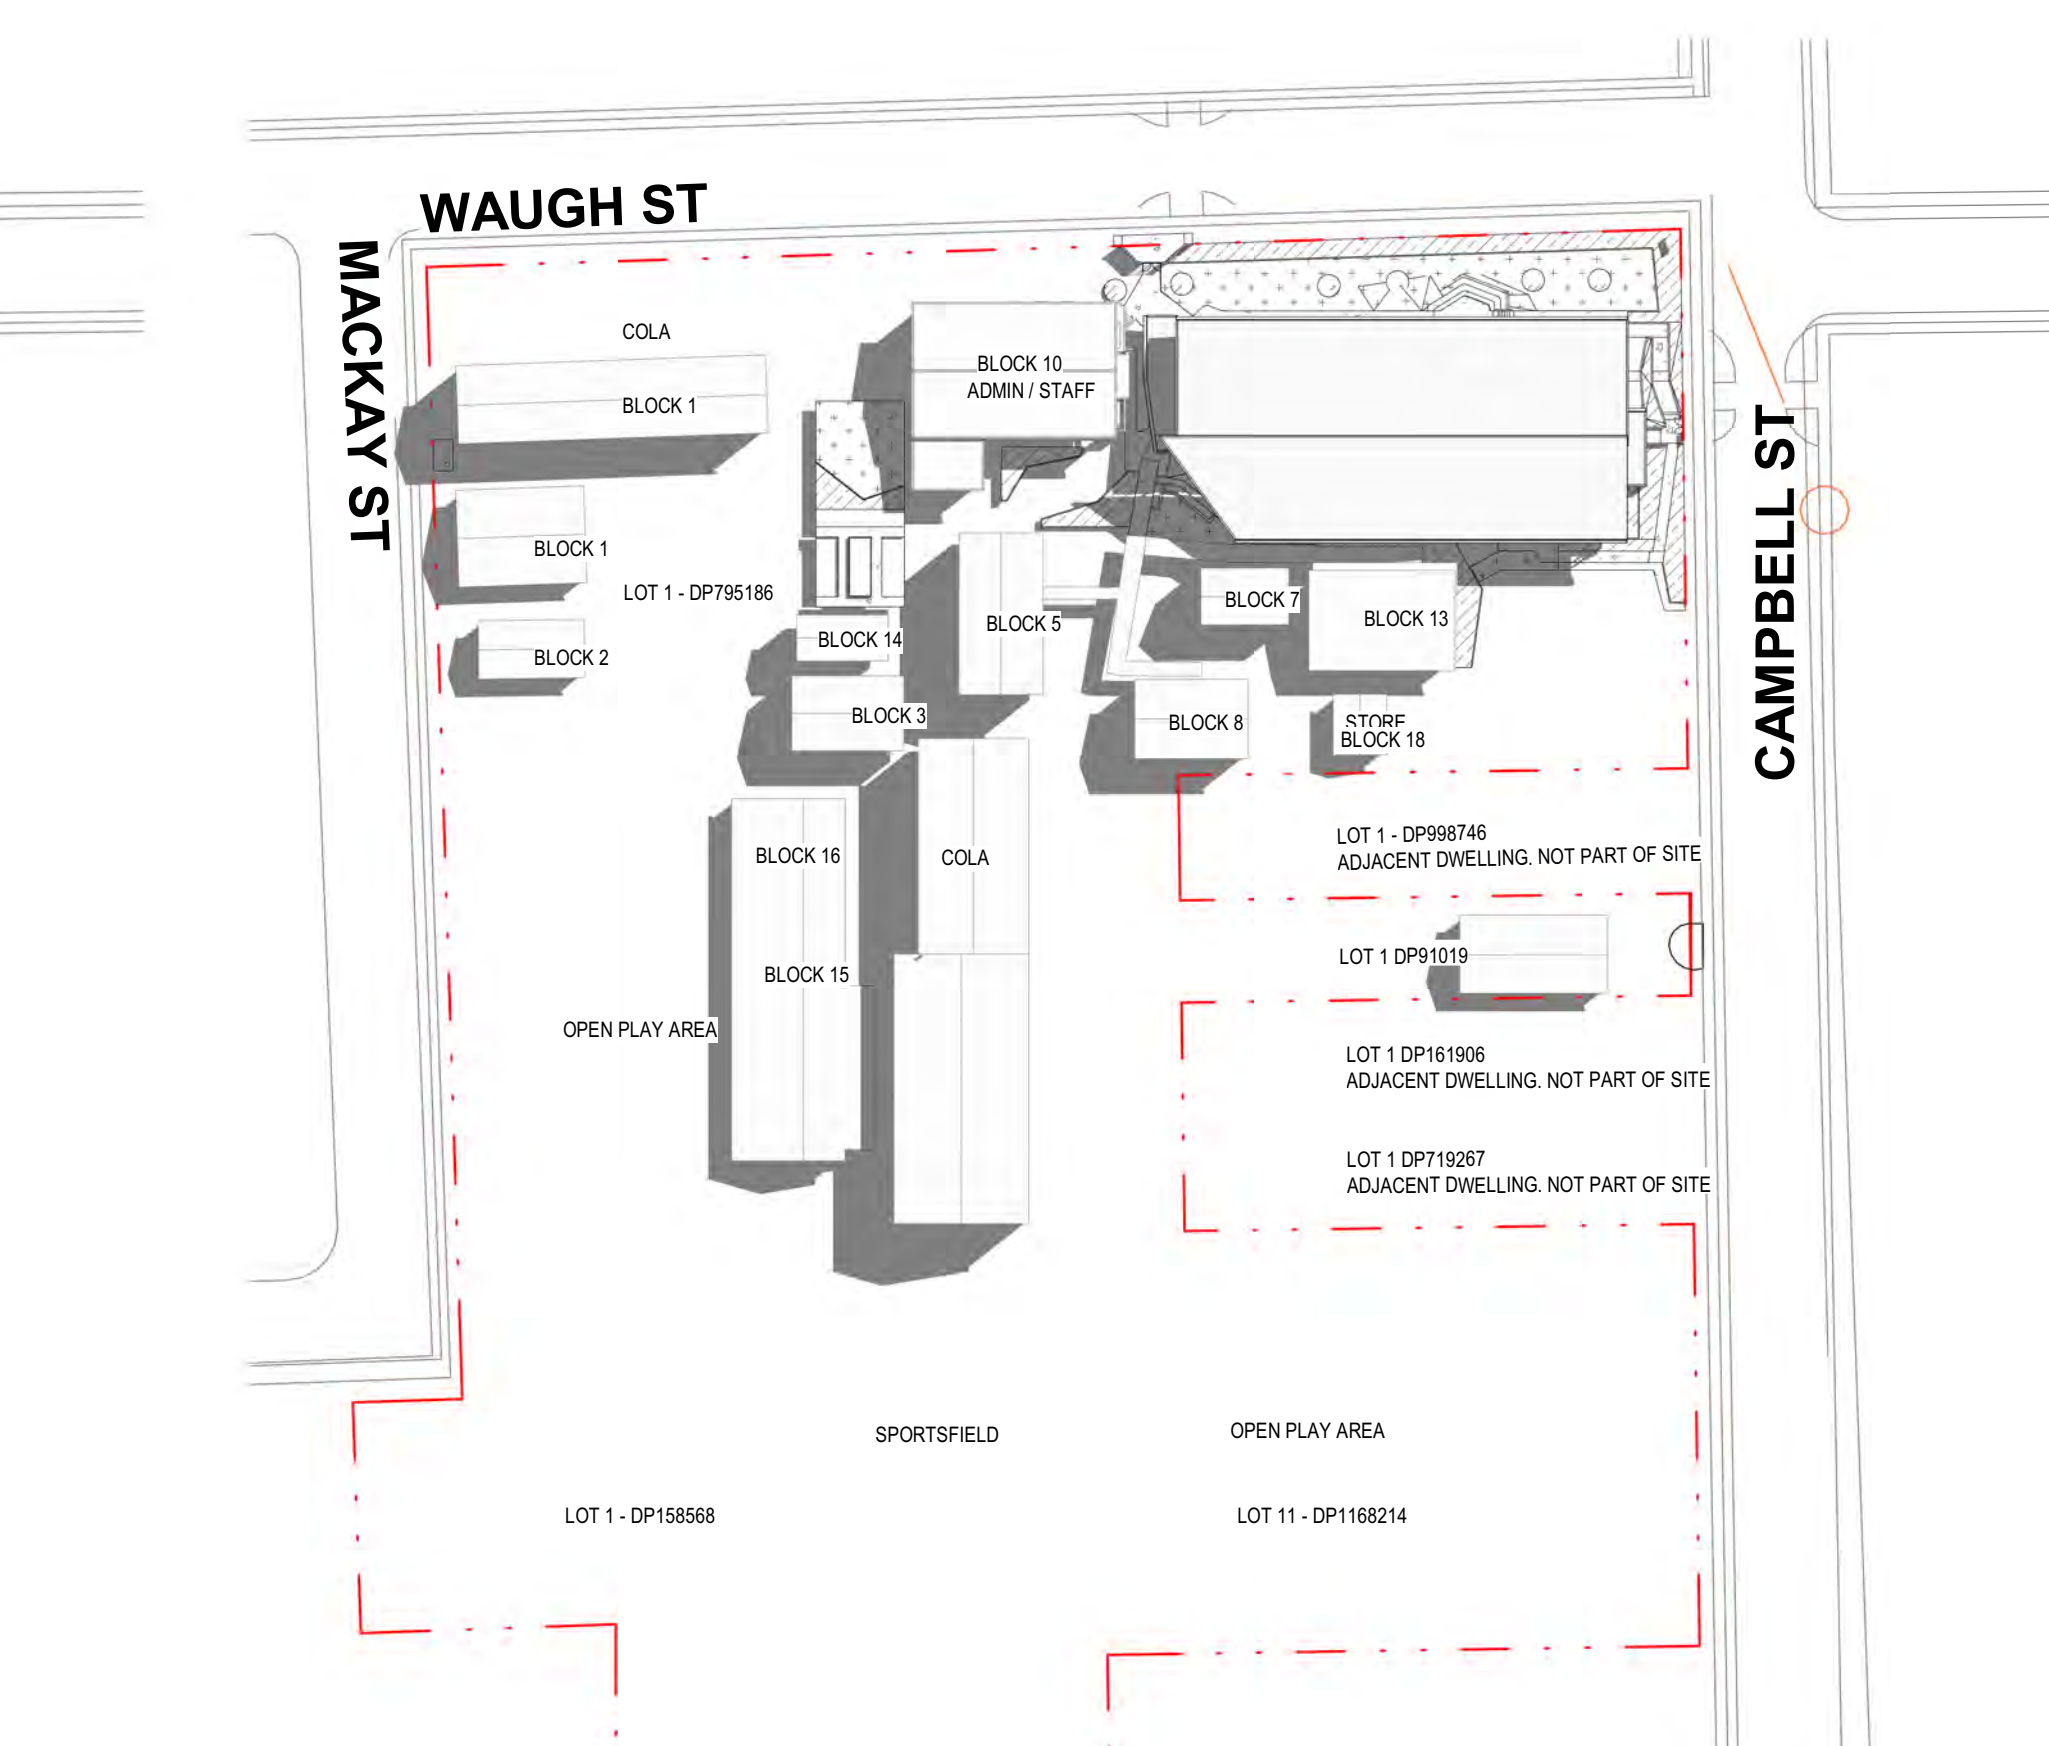 WAUGH ST
MACKAY ST
CAMPBELL ST
COLA
BLOCK 1
BLOCK 10
ADMIN / STAFF
BLOCK 1
LOT 1 - DP795186
BLOCK 2
BLOCK 14
BLOCK 3
BLOCK 5
BLOCK 7
BLOCK 13
BLOCK 8
STORE
BLOCK 18
BLOCK 16
COLA
BLOCK 15
OPEN PLAY AREA
LOT 1 - DP998746
ADJACENT DWELLING. NOT PART OF SITE
LOT 1 DP91019
LOT 1 DP161906
ADJACENT DWELLING. NOT PART OF SITE
LOT 1 DP719267
ADJACENT DWELLING. NOT PART OF SITE
SPORTSFIELD
OPEN PLAY AREA
LOT 1 - DP158568
LOT 11 - DP1168214